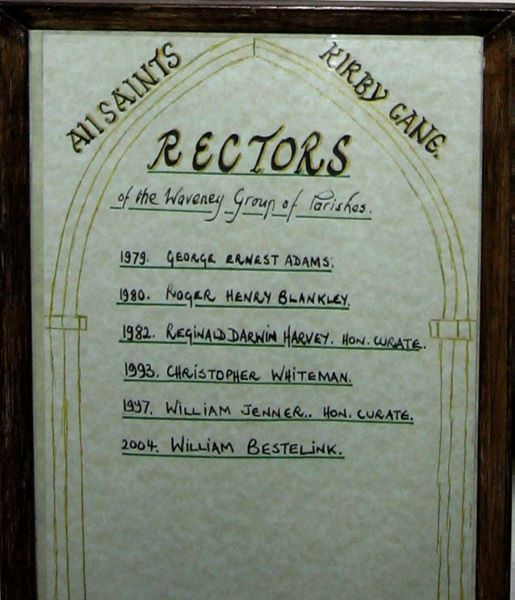 All SAINTS KIRBY CANE.
RECTORS
of the Waveney Group of Parishes.
1979. GEORGE ERNEST ADAMS.
1980. ROGER HENRY BLANKLEY.
1982. REGINALD DARWIN HARVEY. HON. CURATE.
1993. CHRISTOPHER WHITEMAN.
1997. WILLIAM JENNER.. HON. CURATE.
2004. WILLIAM BESTELINK.